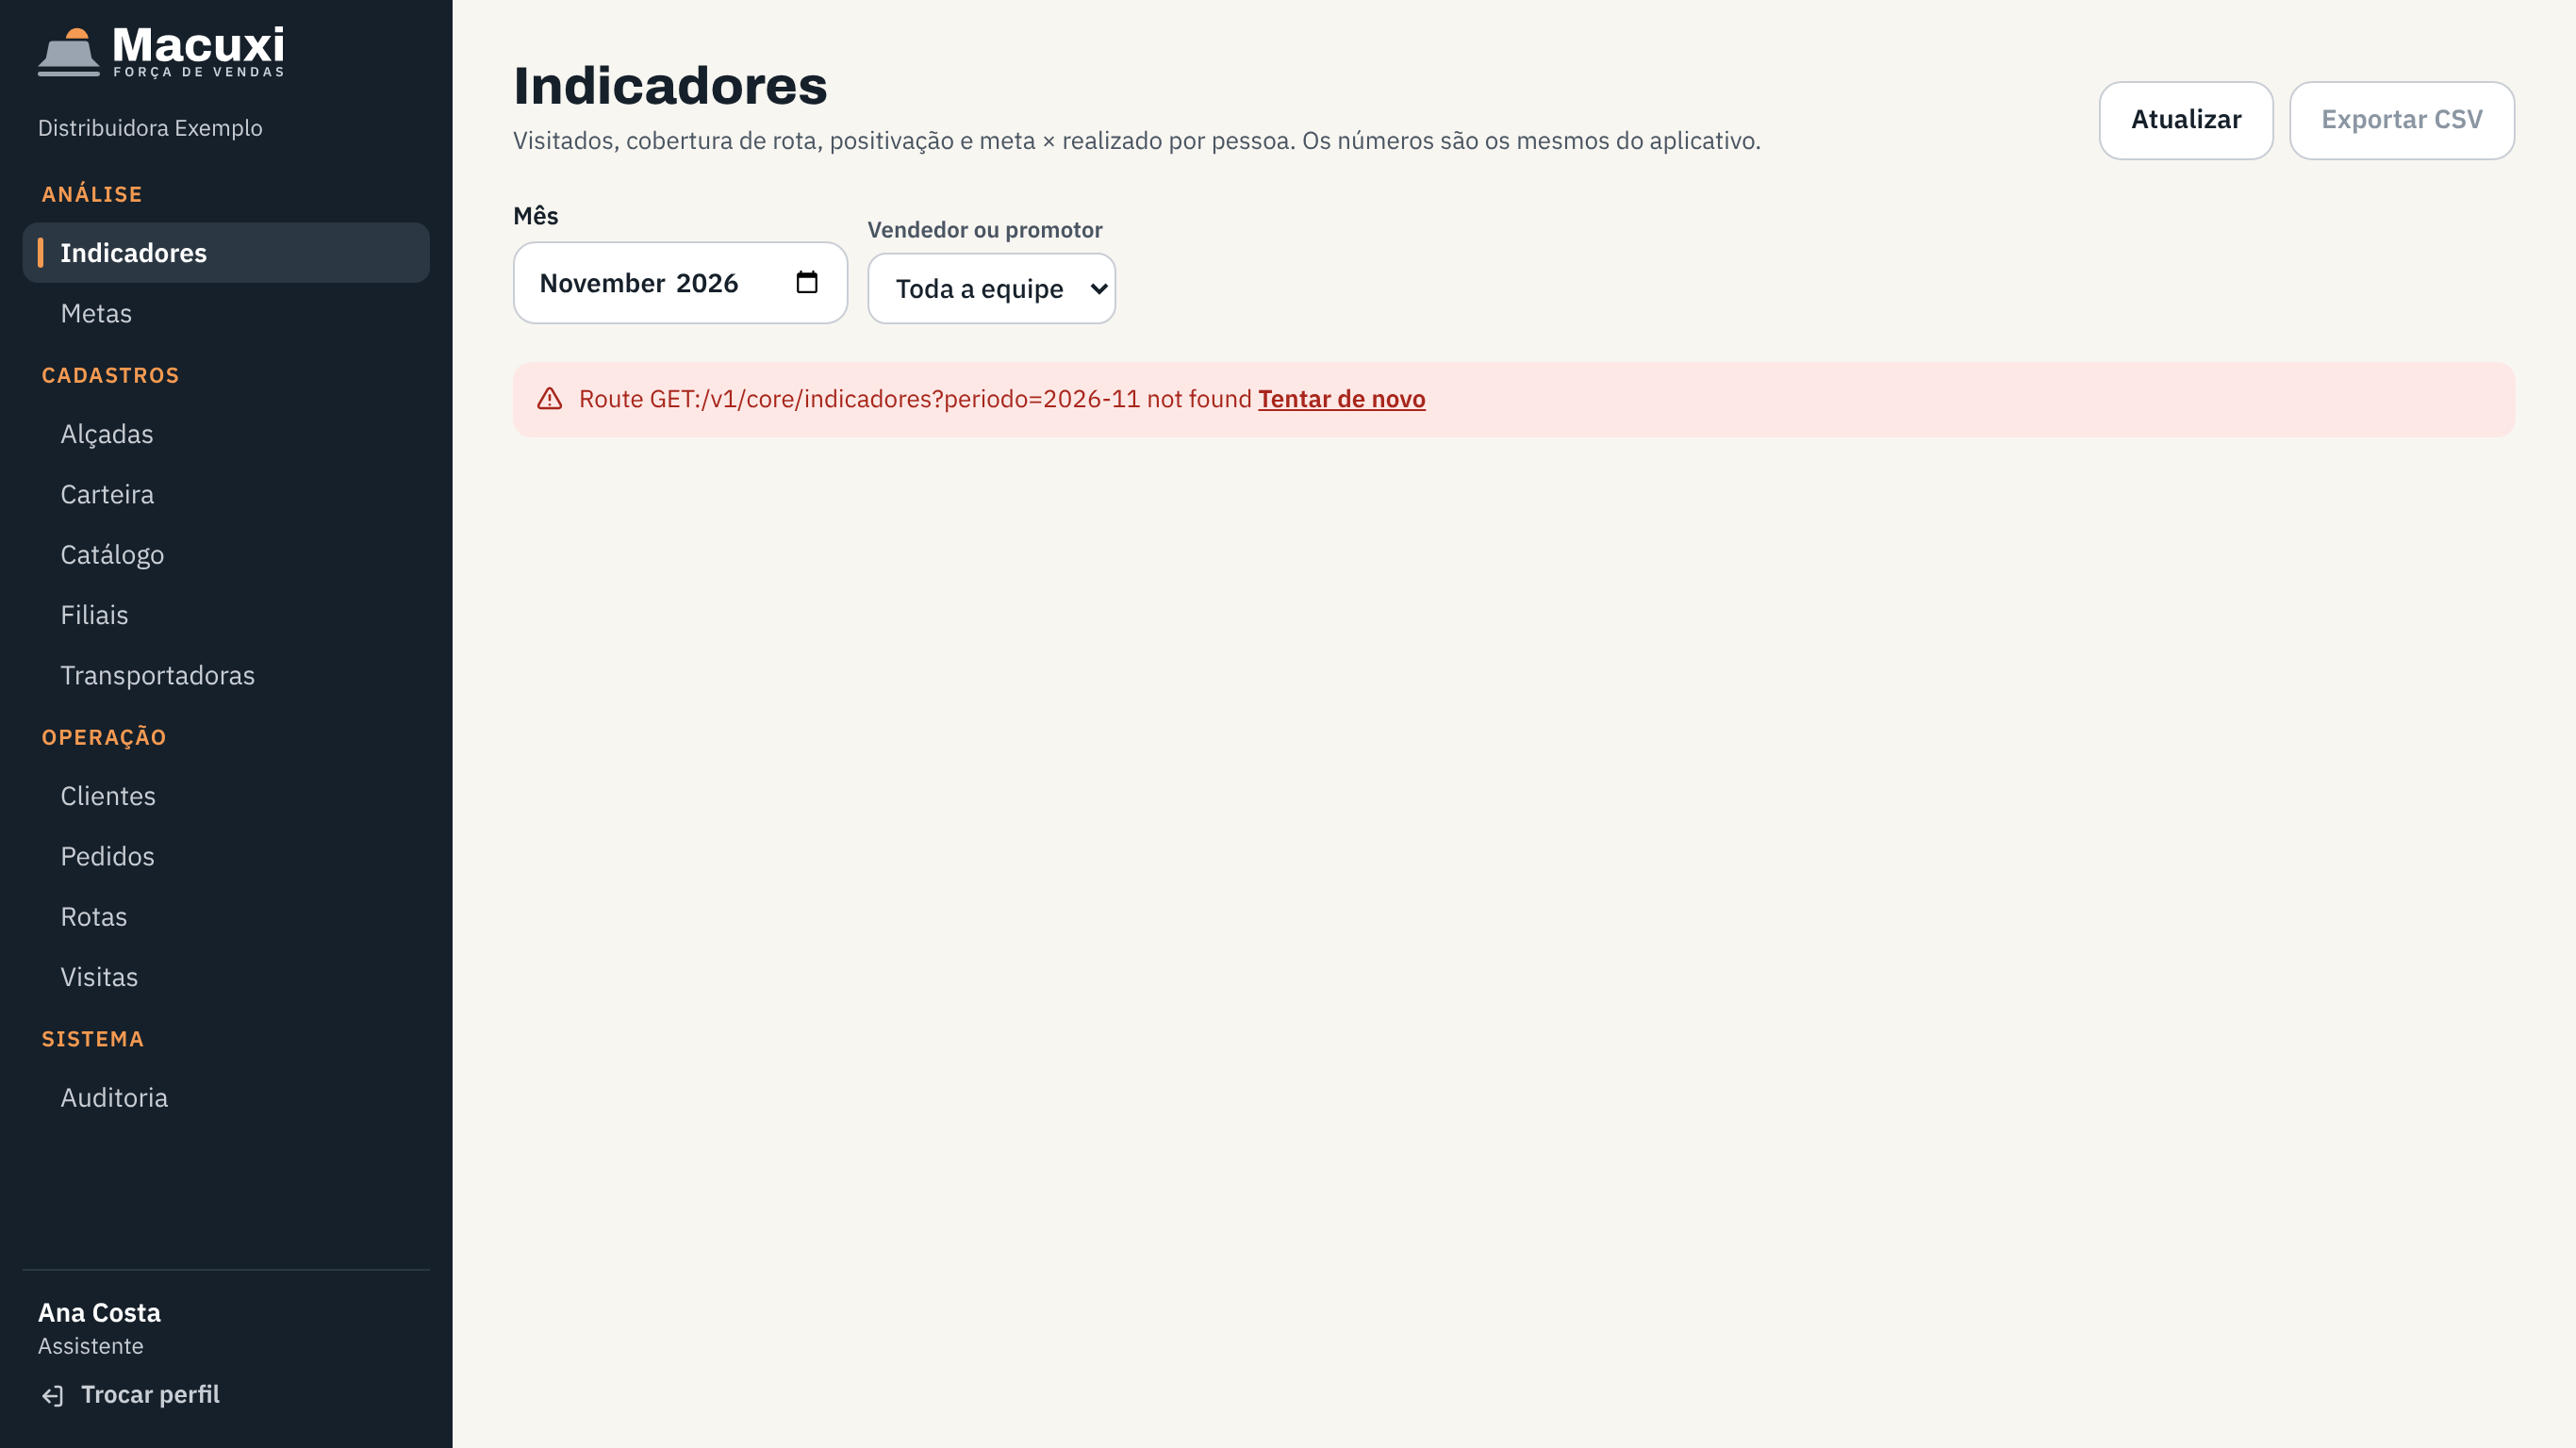 Macuxi
FORÇA DE VENDAS
Distribuidora Exemplo
ANÁLISE
Indicadores
Metas
CADASTROS
Alçadas
Carteira
Catálogo
Filiais
Transportadoras
OPERAÇÃO
Clientes
Pedidos
Rotas
Visitas
SISTEMA
Auditoria
Ana Costa
Assistente
Trocar perfil
Indicadores
Visitados, cobertura de rota, positivação e meta × realizado por pessoa. Os números são os mesmos do aplicativo.
Atualizar
Exportar CSV
Mês
November 2026
Vendedor ou promotor
Toda a equipe
Route GET:/v1/core/indicadores?periodo=2026-11 not found Tentar de novo